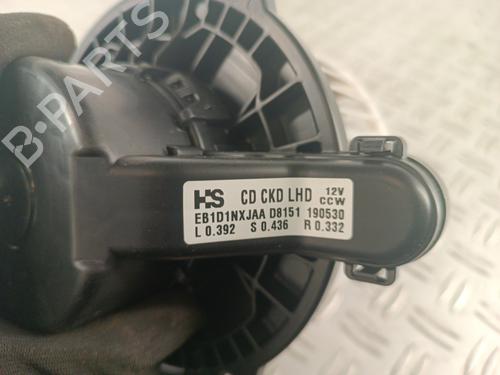 B-PARTS
HS CD CKD LHD 12V
CCW
EB1D1NXJAA D8151 190530
L 0.392 S 0.436 R 0.332